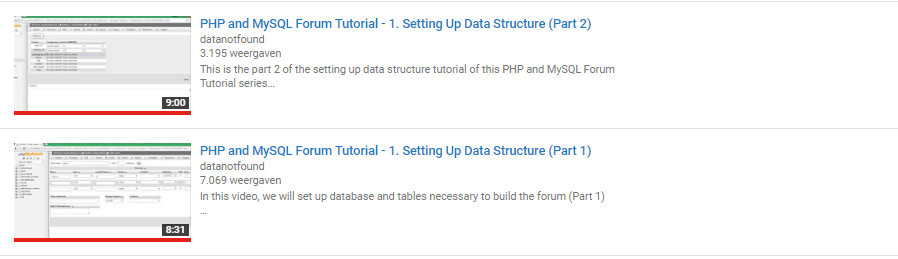 PHP and MySQL Forum Tutorial - 1. Setting Up Data Structure (Part 2)
datanotfound
3.195 weergaven
This is the part 2 of the setting up data structure tutorial of this PHP and MySQL Forum
Tutorial series...
9:00
PHP and MySQL Forum Tutorial - 1. Setting Up Data Structure (Part 1)
datanotfound
7.069 weergaven
In this video, we will set up database and tables necessary to build the forum (Part 1)
...
8:31